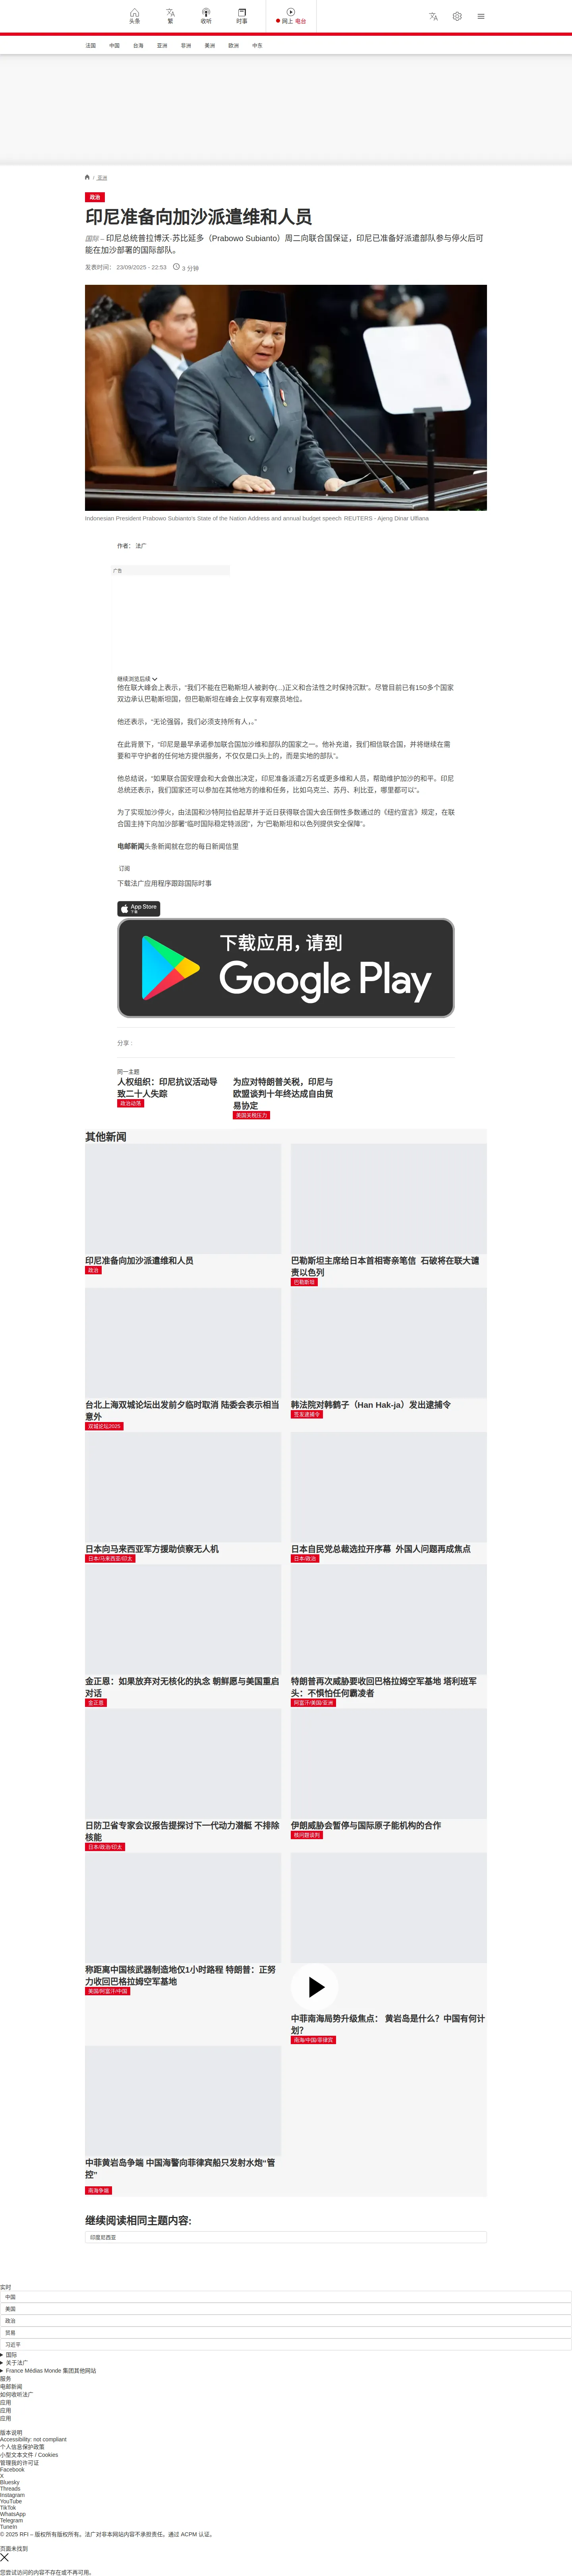 头条
繁
收听
时事
网上 电台
法国 中国 台海 亚洲 非洲 美洲 欧洲 中东
/ 亚洲
政治
印尼准备向加沙派遣维和人员
国际 – 印尼总统普拉博沃·苏比延多（Prabowo Subianto）周二向联合国保证，印尼已准备好派遣部队参与停火后可
能在加沙部署的国际部队。
发表时间： 23/09/2025 - 22:53 3 分钟
Indonesian President Prabowo Subianto's State of the Nation Address and annual budget speech REUTERS - Ajeng Dinar Ulfiana
作者： 法广
广告
继续浏览后续
他在联大峰会上表示，“我们不能在巴勒斯坦人被剥夺(...)正义和合法性之时保持沉默”。尽管目前已有150多个国家
双边承认巴勒斯坦国，但巴勒斯坦在峰会上仅享有观察员地位。
他还表示，“无论强弱，我们必须支持所有人，。”
在此背景下，“印尼是最早承诺参加联合国加沙维和部队的国家之一。他补充道，我们相信联合国，并将继续在需
要和平守护者的任何地方提供服务，不仅仅是口头上的，而是实地的部队”。
他总结说，“如果联合国安理会和大会做出决定，印尼准备派遣2万名或更多维和人员，帮助维护加沙的和平。印尼
总统还表示，我们国家还可以参加在其他地方的维和任务，比如乌克兰、苏丹、利比亚，哪里都可以”。
为了实现加沙停火，由法国和沙特阿拉伯起草并于近日获得联合国大会压倒性多数通过的《纽约宣言》规定，在联
合国主持下向加沙部署“临时国际稳定特派团”，为“巴勒斯坦和以色列提供安全保障”。
电邮新闻头条新闻就在您的每日新闻信里
订阅
下载法广应用程序跟踪国际时事
App Store
下载
下载应用，请到
Google Play
分享 :
同一主题
人权组织：印尼抗议活动导
致二十人失踪
政治动荡
为应对特朗普关税，印尼与
欧盟谈判十年终达成自由贸
易协定
美国关税压力
其他新闻
印尼准备向加沙派遣维和人员
政治
巴勒斯坦主席给日本首相寄亲笔信 石破将在联大谴
责以色列
巴勒斯坦
台北上海双城论坛出发前夕临时取消 陆委会表示相当
意外
双城论坛2025
韩法院对韩鹤子（Han Hak-ja）发出逮捕令
签发逮捕令
日本向马来西亚军方援助侦察无人机
日本/马来西亚/印太
日本自民党总裁选拉开序幕 外国人问题再成焦点
日本/政治
金正恩：如果放弃对无核化的执念 朝鲜愿与美国重启
对话
金正恩
特朗普再次威胁要收回巴格拉姆空军基地 塔利班军
头：不惧怕任何霸凌者
阿富汗/美国/亚洲
日防卫省专家会议报告提探讨下一代动力潜艇 不排除
核能
日本/政治/印太
伊朗威胁会暂停与国际原子能机构的合作
核问题谈判
称距离中国核武器制造地仅1小时路程 特朗普：正努
力收回巴格拉姆空军基地
美国/阿富汗/中国
中菲南海局势升级焦点： 黄岩岛是什么？中国有何计
划？
南海/中国/菲律宾
中菲黄岩岛争端 中国海警向菲律宾船只发射水炮"管
控"
南海争端
继续阅读相同主题内容:
印度尼西亚
实时
中国
美国
政治
贸易
习近平
国际
关于法广
France Médias Monde 集团其他网站
服务
电邮新闻
如何收听法广
应用
应用
应用
版本说明
Accessibility: not compliant
个人信息保护政策
小型文本文件 / Cookies
管理我的许可证
Facebook
X
Bluesky
Threads
Instagram
YouTube
TikTok
WhatsApp
Telegram
TuneIn
© 2025 RFI – 版权所有版权所有。法广对非本网站内容不承担责任。通过 ACPM 认证。
页面未找到
您尝试访问的内容不存在或不再可用。